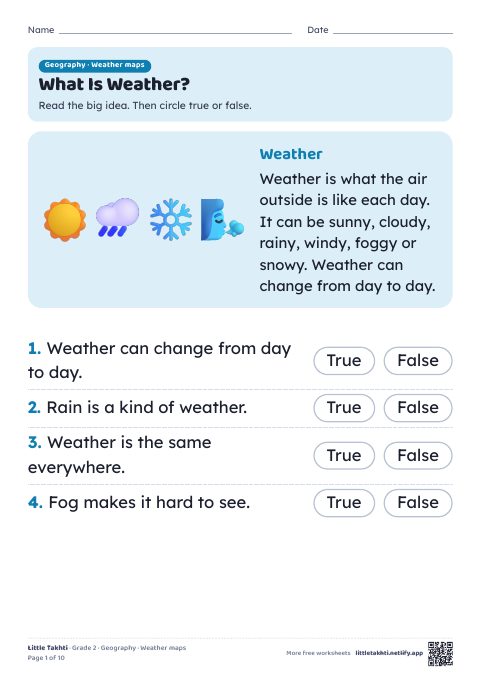 Name Date
Geography · Weather maps
What Is Weather?
Read the big idea. Then circle true or false.
Weather
Weather is what the air
outside is like each day.
It can be sunny, cloudy,
rainy, windy, foggy or
snowy. Weather can
change from day to day.
1. Weather can change from day
to day.
True False
2. Rain is a kind of weather.
True False
3. Weather is the same
everywhere.
True False
4. Fog makes it hard to see.
True False
Little Takhti · Grade 2 · Geography · Weather maps
Page 1 of 10
More free worksheets littletakhti.netlify.app